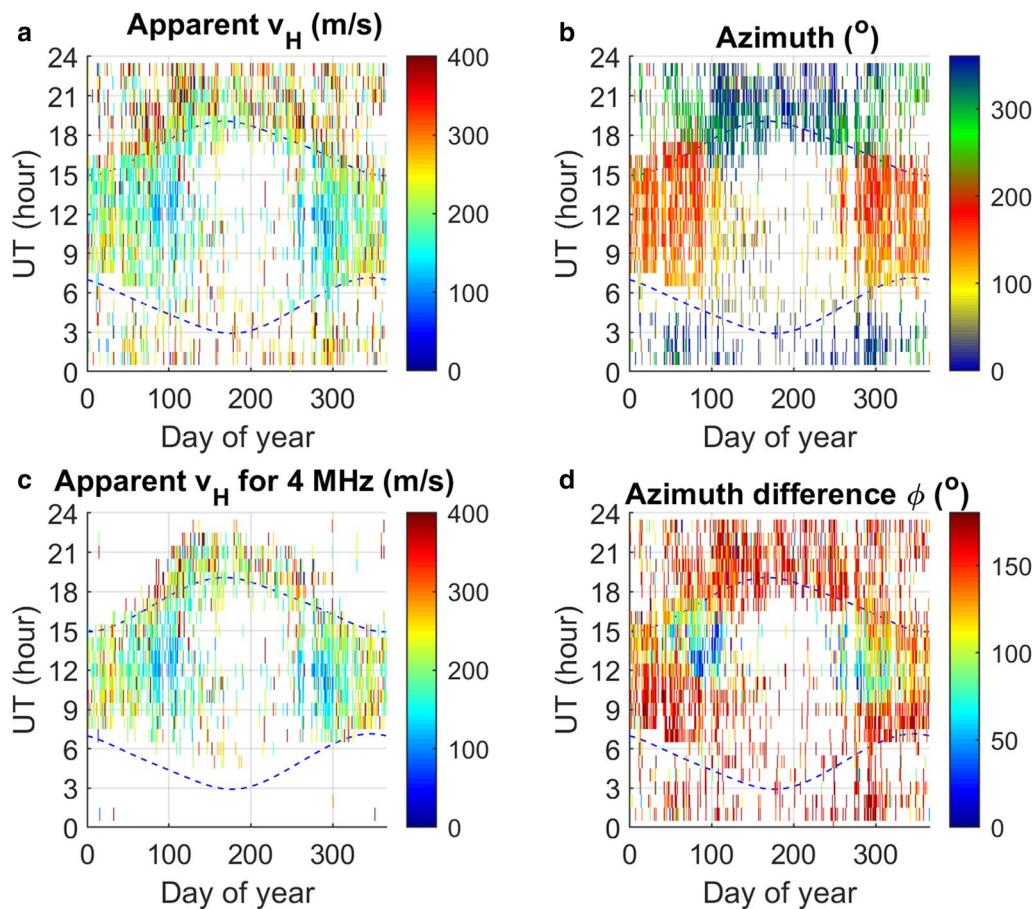 a
Apparent v_H (m/s)
24
21
18
15
12
9
6
3
0
UT (hour)
0 100 200 300
Day of year
400
300
200
100
0
b
Azimuth (°)
24
21
18
15
12
9
6
3
0
UT (hour)
0 100 200 300
Day of year
300
200
100
0
c
Apparent v_H for 4 MHz (m/s)
24
21
18
15
12
9
6
3
0
UT (hour)
0 100 200 300
Day of year
400
300
200
100
0
d
Azimuth difference ϕ (°)
24
21
18
15
12
9
6
3
0
UT (hour)
0 100 200 300
Day of year
150
100
50
0